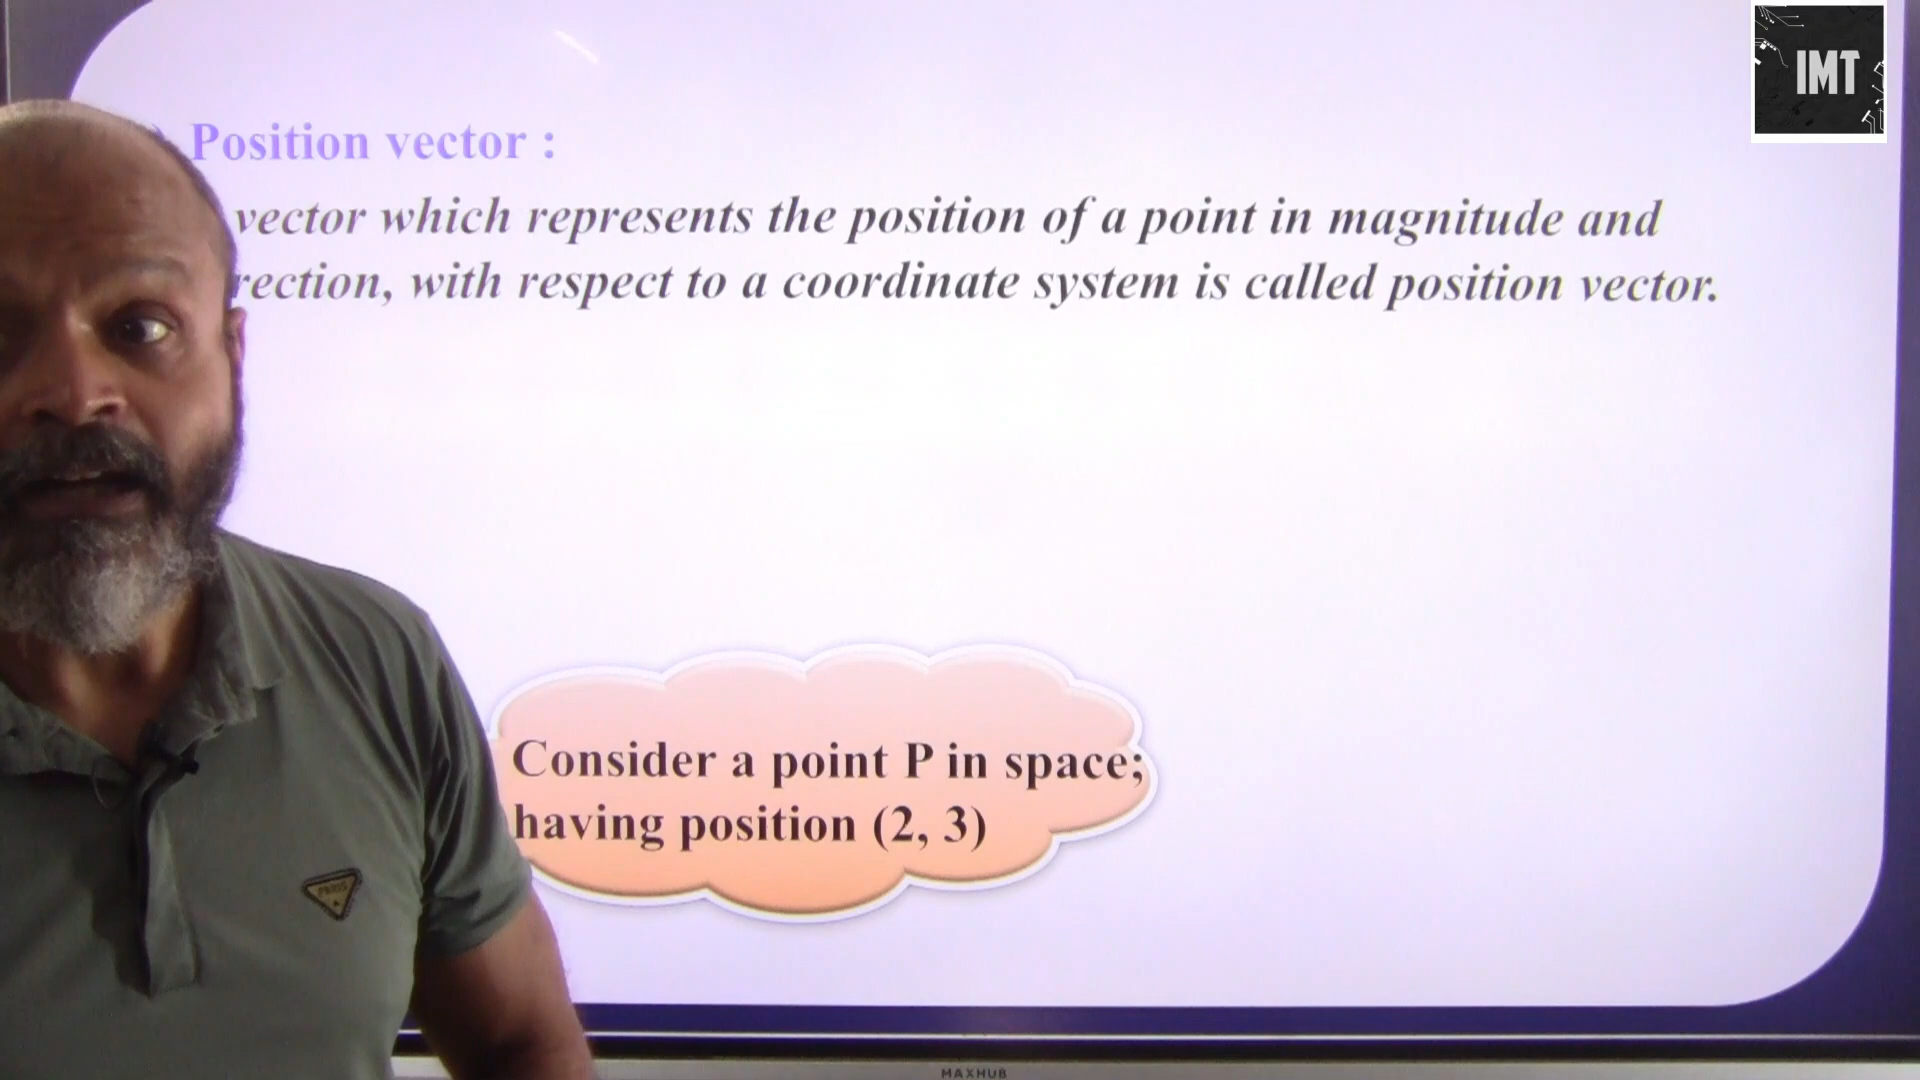 IMT
Position vector :
vector which represents the position of a point in magnitude and
rection, with respect to a coordinate system is called position vector.
Consider a point P in space;
having position (2, 3)
PARIS
MAXHUB